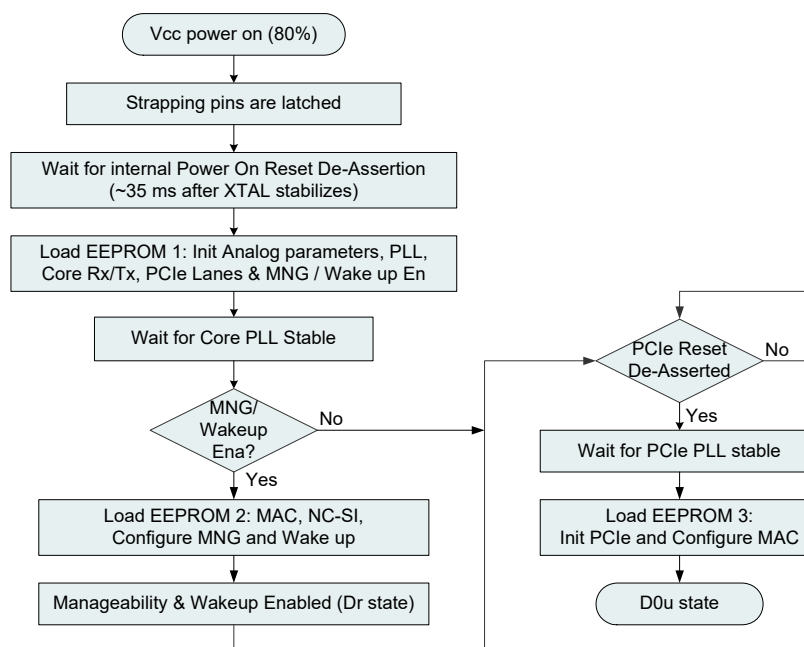 Vcc power on (80%)
Strapping pins are latched
Wait for internal Power On Reset De-Assertion
(~35 ms after XTAL stabilizes)
Load EEPROM 1: Init Analog parameters, PLL,
Core Rx/Tx, PCIe Lanes & MNG / Wake up En
Wait for Core PLL Stable
MNG/
Wakeup
Ena?
No
Yes
Load EEPROM 2: MAC, NC-SI,
Configure MNG and Wake up
Manageability & Wakeup Enabled (Dr state)
PCIe Reset
De-Asserted
No
Yes
Wait for PCIe PLL stable
Load EEPROM 3:
Init PCIe and Configure MAC
D0u state